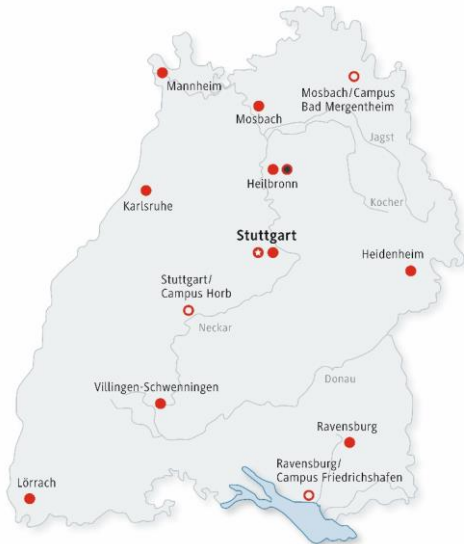 Mannheim
Mosbach/Campus
Bad Mergentheim
Mosbach
Jagst
Heilbronn
Karlsruhe
Kocher
Stuttgart
Heidenheim
Stuttgart/
Campus Horb
Neckar
Donau
Villingen-Schwenningen
Ravensburg
Ravensburg/
Campus Friedrichshafen
Lörrach